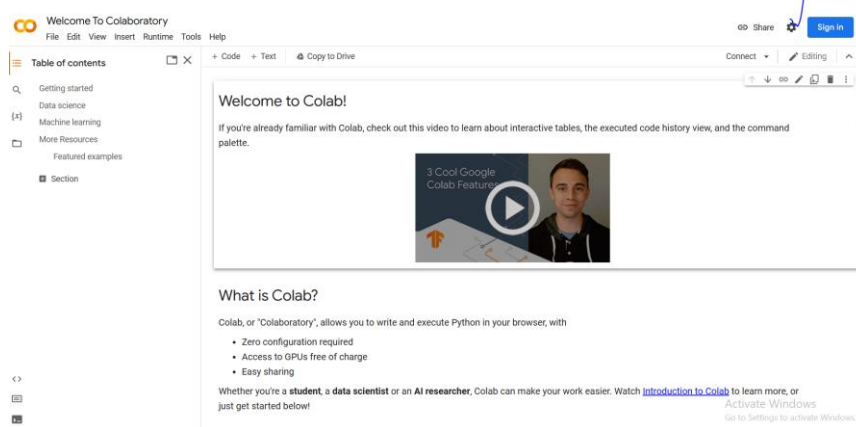 Welcome To Colaboratory
File Edit View Insert Runtime Tools Help
Share
Sign in
Table of contents
+ Code + Text Copy to Drive
Connect
Editing
Getting started
Data science
Machine learning
More Resources
Featured examples
Section
{x}
Welcome to Colab!
If you're already familiar with Colab, check out this video to learn about interactive tables, the executed code history view, and the command
palette.
3 Cool Google
Colab Features
What is Colab?
Colab, or "Colaboratory", allows you to write and execute Python in your browser, with
• Zero configuration required
• Access to GPUs free of charge
• Easy sharing
Whether you're a student, a data scientist or an AI researcher, Colab can make your work easier. Watch Introduction to Colab to learn more, or
just get started below!
Activate Windows
Go to Settings to activate Windows.